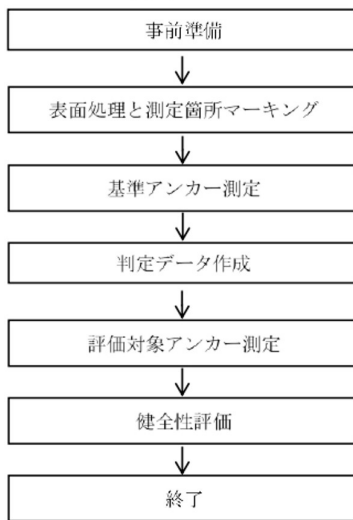 事前準備
表面処理と測定箇所マーキング
基準アンカー測定
判定データ作成
評価対象アンカー測定
健全性評価
終了